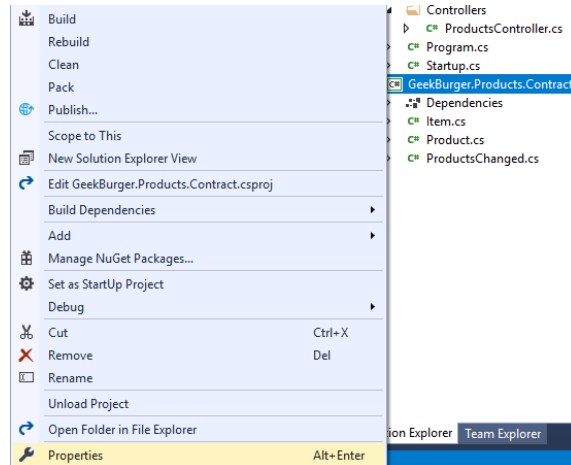 Build
Rebuild
Clean
Pack
Publish...
Scope to This
New Solution Explorer View
Edit GeekBurger.Products.Contract.csproj
Build Dependencies
Add
Manage NuGet Packages...
Set as StartUp Project
Debug
Cut Ctrl+X
Remove Del
Rename
Unload Project
Open Folder in File Explorer
Properties Alt+Enter
Controllers
C# ProductsController.cs
C# Program.cs
C# Startup.cs
C# GeekBurger.Products.Contract
Dependencies
C# Item.cs
C# Product.cs
C# ProductsChanged.cs
ion Explorer Team Explorer